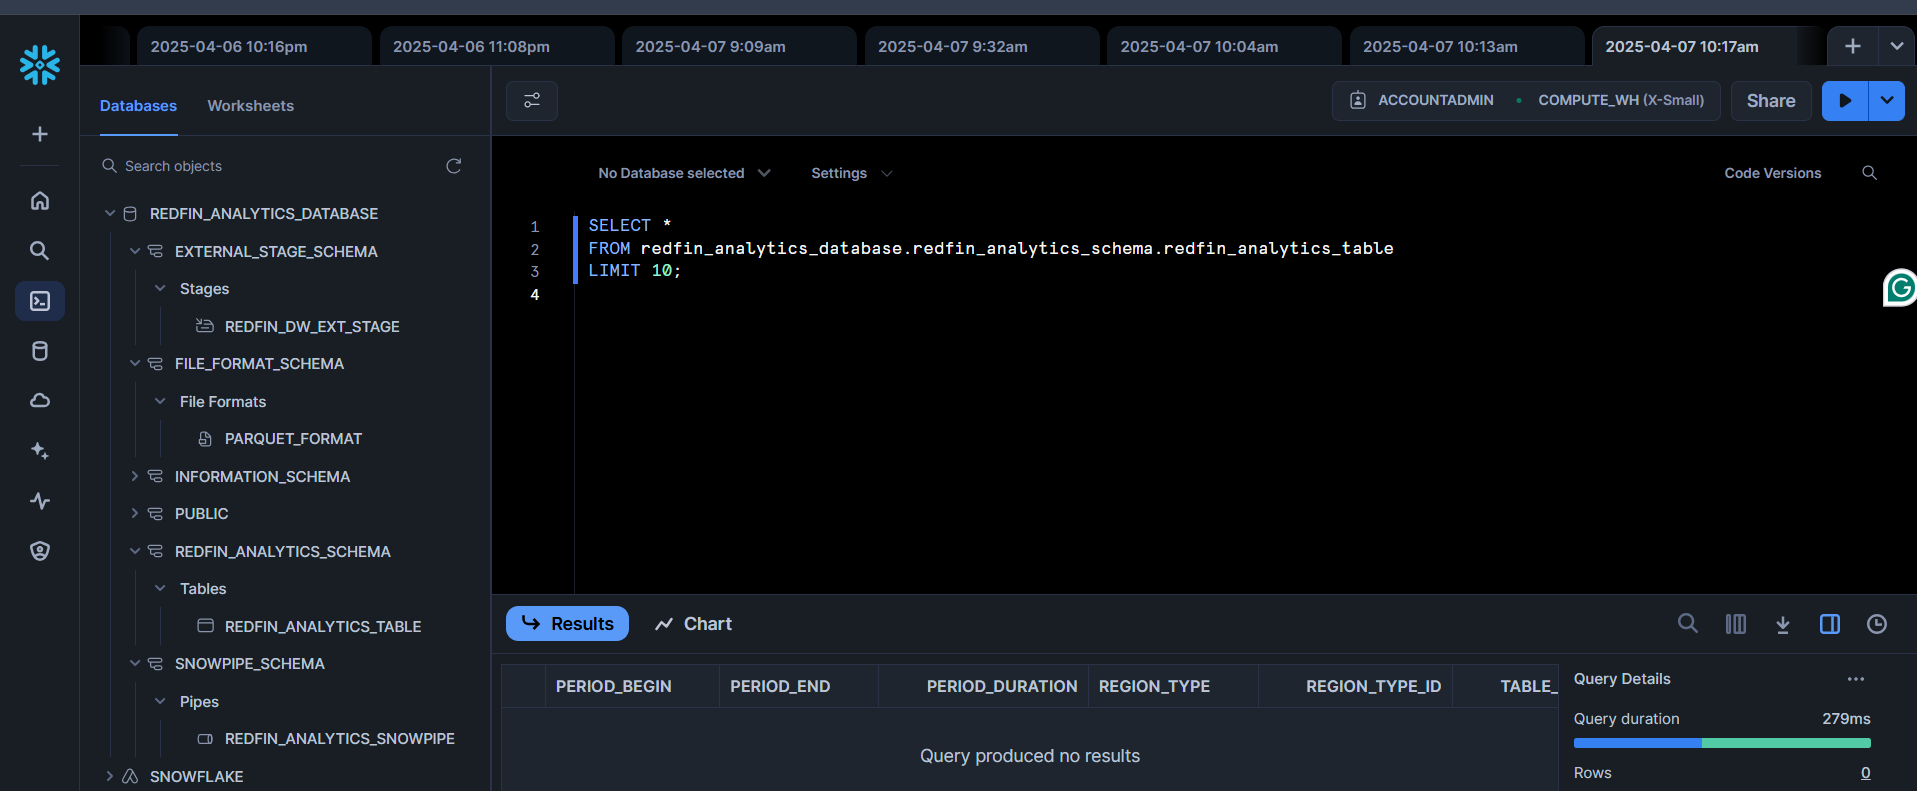 2025-04-06 10:16pm
2025-04-06 11:08pm
2025-04-07 9:09am
2025-04-07 9:32am
2025-04-07 10:04am
2025-04-07 10:13am
2025-04-07 10:17am
Databases
Worksheets
Search objects
REDFIN_ANALYTICS_DATABASE
EXTERNAL_STAGE_SCHEMA
Stages
REDFIN_DW_EXT_STAGE
FILE_FORMAT_SCHEMA
File Formats
PARQUET_FORMAT
INFORMATION_SCHEMA
PUBLIC
REDFIN_ANALYTICS_SCHEMA
Tables
REDFIN_ANALYTICS_TABLE
SNOWPIPE_SCHEMA
Pipes
REDFIN_ANALYTICS_SNOWPIPE
SNOWFLAKE
ACCOUNTADMIN
COMPUTE_WH (X-Small)
Share
No Database selected
Settings
Code Versions
1 SELECT *
2 FROM redfin_analytics_database.redfin_analytics_schema.redfin_analytics_table
3 LIMIT 10;
4
G
Results
Chart
PERIOD_BEGIN PERIOD_END PERIOD_DURATION REGION_TYPE REGION_TYPE_ID TABLE_
Query produced no results
Query Details
Query duration 279ms
Rows 0